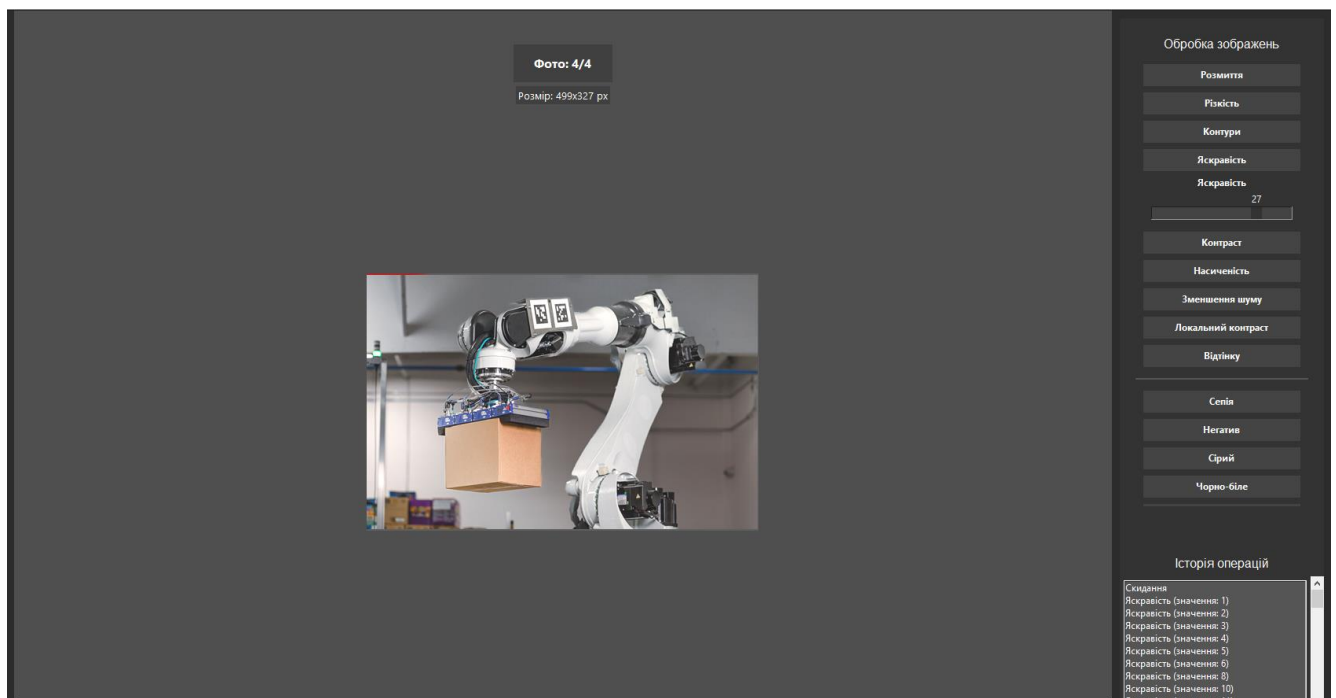 Фото: 4/4
Розмір: 499x327 px
Обробка зображень
Розмиття
Різкість
Контури
Яскравість
Яскравість
27
Контраст
Насиченість
Зменшення шуму
Локальний контраст
Відтінку
Сепія
Негатив
Сірий
Чорно-біле
Історія операцій
Скидання
Яскравість (значення: 1)
Яскравість (значення: 2)
Яскравість (значення: 3)
Яскравість (значення: 4)
Яскравість (значення: 5)
Яскравість (значення: 6)
Яскравість (значення: 8)
Яскравість (значення: 10)